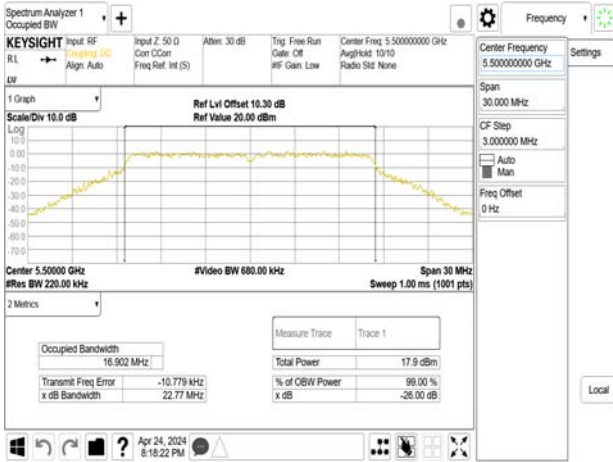 Spectrum Analyzer 1
Occupied BW
+
Frequency
KEYSIGHT
RL
Input: RF
Coupling: DC
Align: Auto
Input Z: 50 Ω
Corr CCorr
Freq Ref: Int (S)
Atten: 30 dB
Trig: Free Run
Gate: Off
#IF Gain: Low
Center Freq: 5.500000000 GHz
Avg|Hold: 10/10
Radio Std: None
Center Frequency
5.500000000 GHz
Settings
Span
30.000 MHz
CF Step
3.000000 MHz
Auto
Man
Freq Offset
0 Hz
Local
1 Graph
Scale/Div 10.0 dB
Ref Lvl Offset 10.30 dB
Ref Value 20.00 dBm
Log
10.0
0.00
-10.0
-20.0
-30.0
-40.0
-50.0
-60.0
-70.0
Center 5.50000 GHz
#Video BW 680.00 kHz
Span 30 MHz
#Res BW 220.00 kHz
Sweep 1.00 ms (1001 pts)
2 Metrics
Measure Trace
Trace 1
Occupied Bandwidth
16.902 MHz
Total Power
17.9 dBm
Transmit Freq Error
-10.779 kHz
% of OBW Power
99.00 %
x dB Bandwidth
22.77 MHz
x dB
-26.00 dB
?
Apr 24, 2024
8:18:22 PM